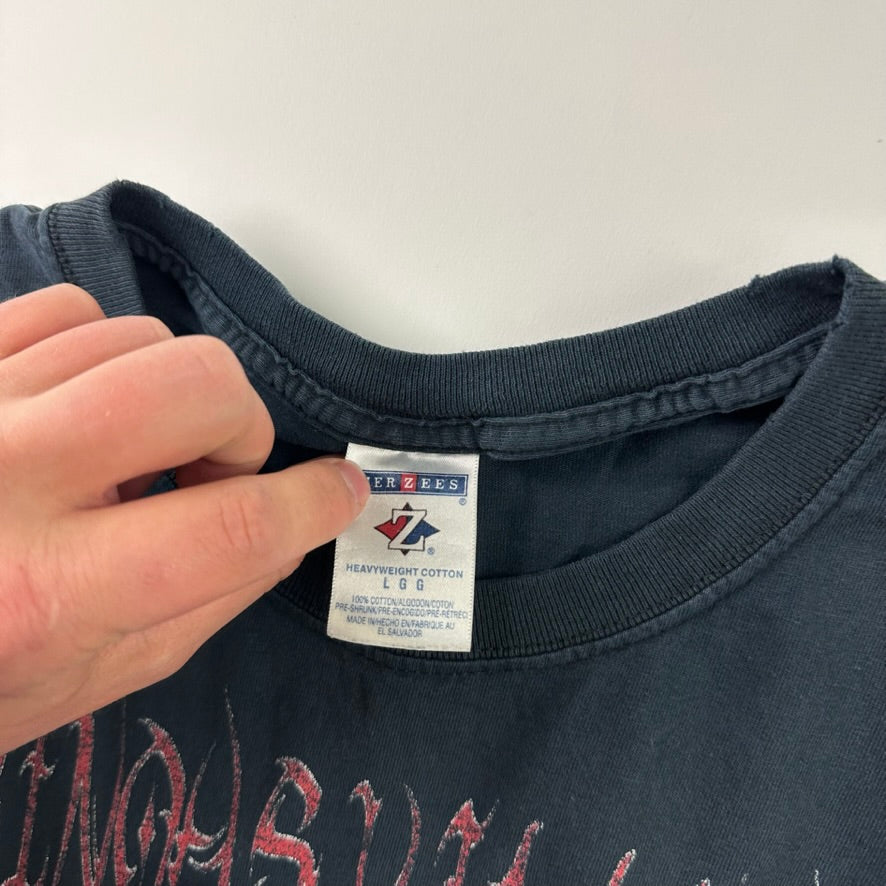 ERZEES
®
Z®
HEAVYWEIGHT COTTON
L G G
100% COTTON/ALGODON/COTON
PRE-SHRUNK/PRE-ENCOGIDO/PRE-RÉTRÉCI
MADE IN/HECHO EN/FABRIQUE AU
EL SALVADOR